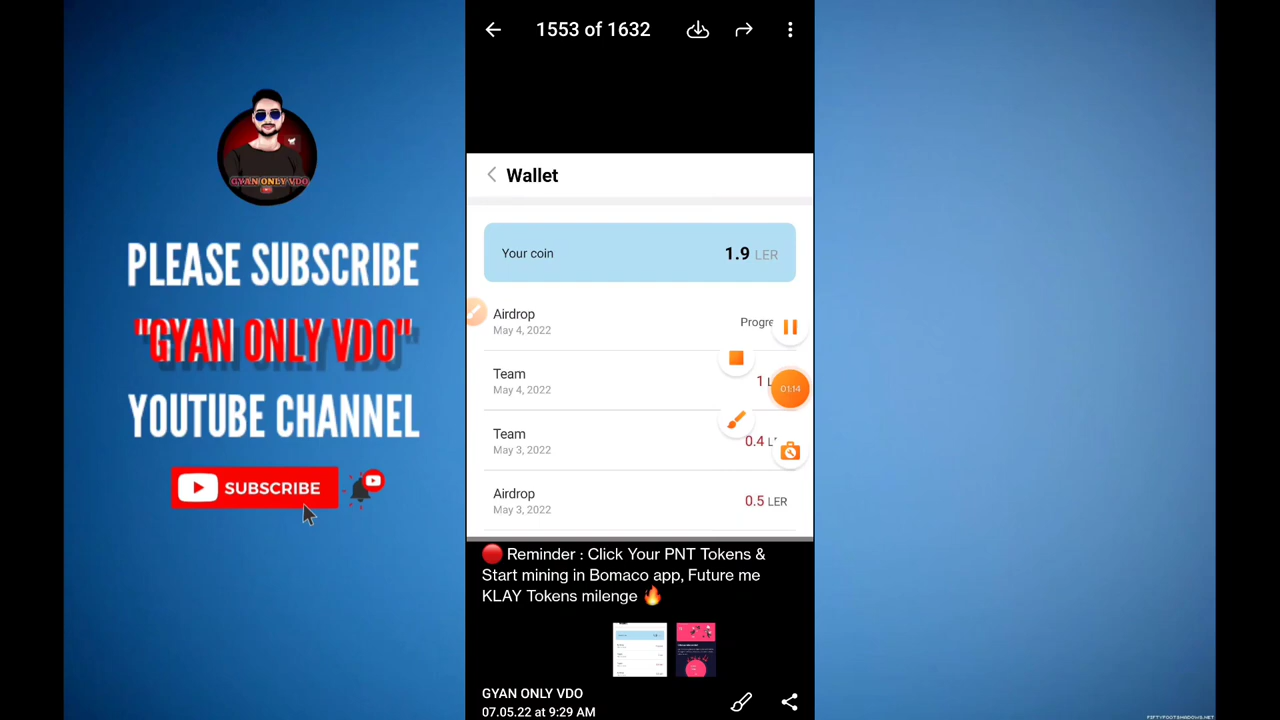 GYAN ONLY VDO
PLEASE SUBSCRIBE
"GYAN ONLY VDO"
YOUTUBE CHANNEL
SUBSCRIBE
1553 of 1632
Wallet
Your coin 1.9 LER
Airdrop
May 4, 2022
Progre
Team
May 4, 2022
1 L
01:14
Team
May 3, 2022
0.4 L
Airdrop
May 3, 2022
0.5 LER
🔴 Reminder : Click Your PNT Tokens &
Start mining in Bomaco app, Future me
KLAY Tokens milenge 🔥
GYAN ONLY VDO
07.05.22 at 9:29 AM
FIFTYFOOTSHADOWS.NET